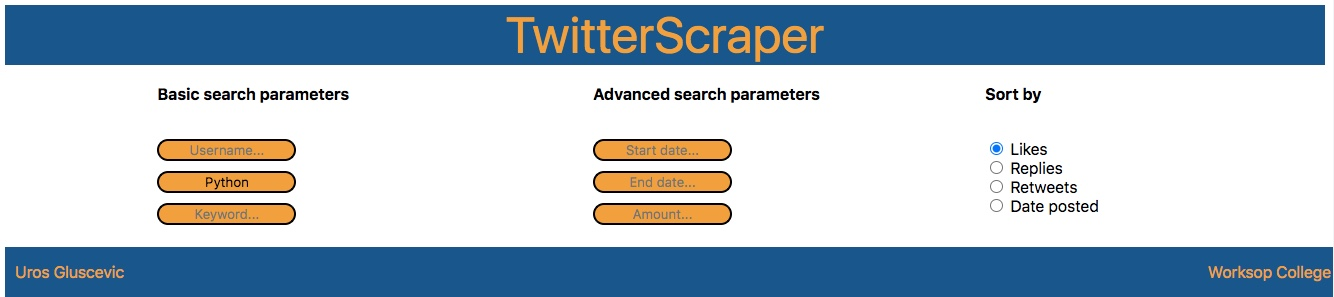 TwitterScraper
Basic search parameters
Username...
Python
Keyword...
Advanced search parameters
Start date...
End date...
Amount...
Sort by
Likes
Replies
Retweets
Date posted
Uros Gluscevic
Worksop College